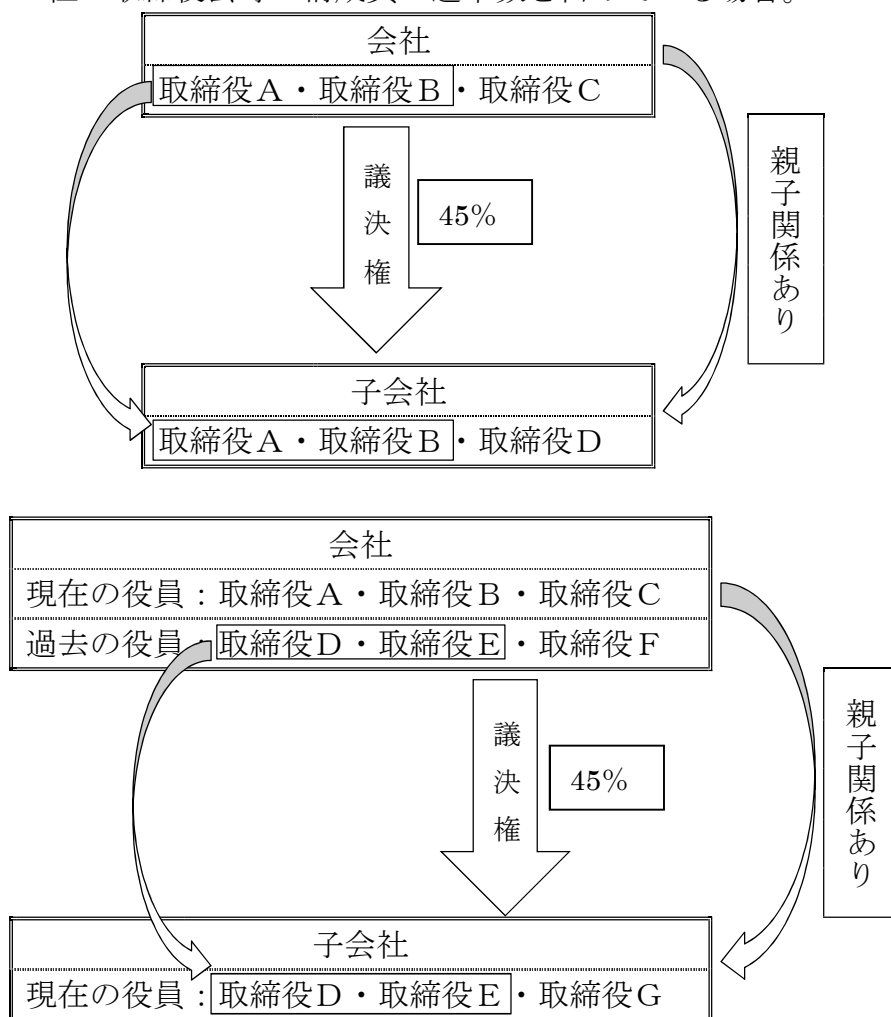 会社
取締役A・取締役B・取締役C
議決権
45%
親子関係あり
子会社
取締役A・取締役B・取締役D
会社
現在の役員：取締役A・取締役B・取締役C
過去の役員：取締役D・取締役E・取締役F
議決権
45%
親子関係あり
子会社
現在の役員：取締役D・取締役E・取締役G